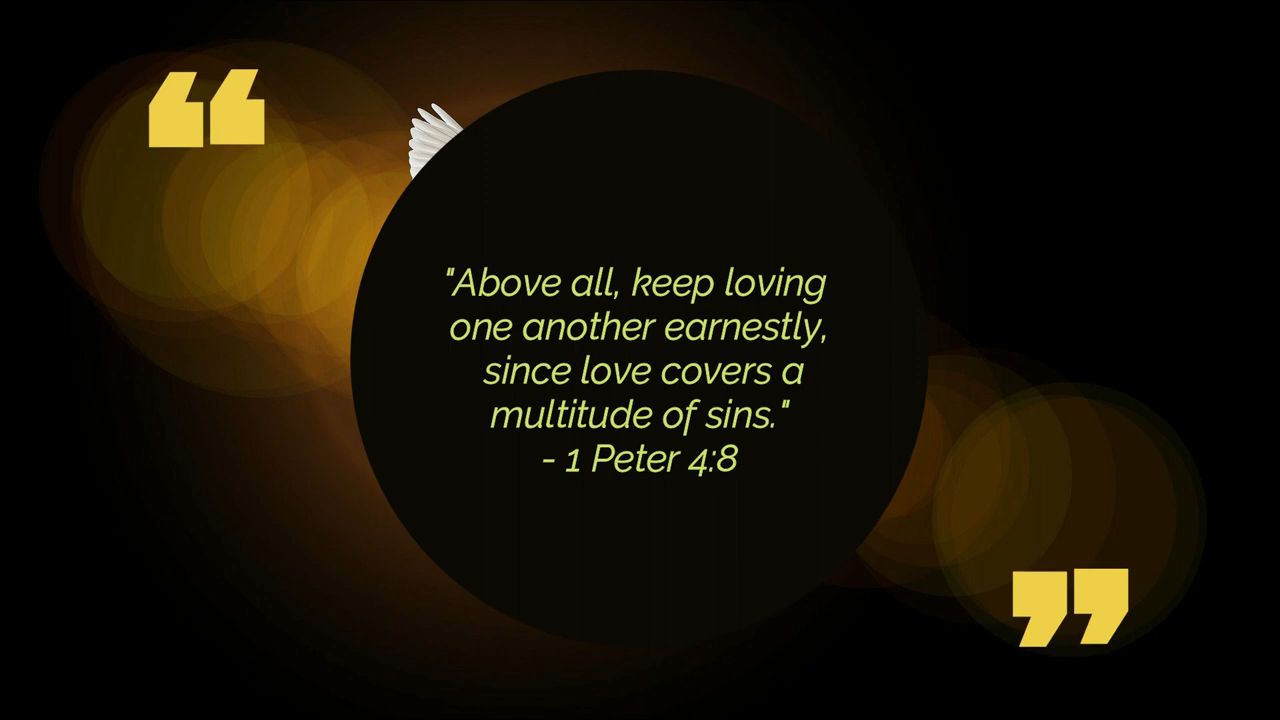 "Above all, keep loving
one another earnestly,
since love covers a
multitude of sins."
- 1 Peter 4:8